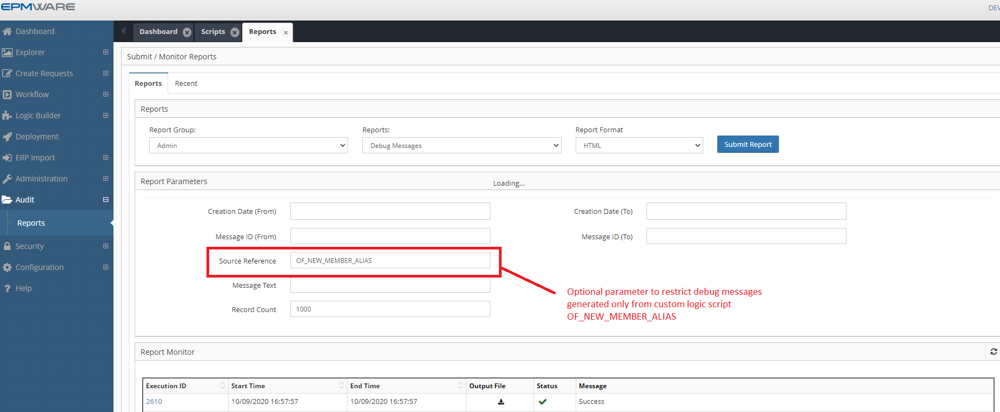 EPMWARE
DEV
Dashboard
Explorer
Create Requests
Workflow
Logic Builder
Deployment
ERP Import
Administration
Audit
Reports
Security
Configuration
Help
Dashboard
Scripts
Reports
Submit / Monitor Reports
Reports
Recent
Reports
Report Group:
Reports:
Report Format
Admin
Debug Messages
HTML
Submit Report
Report Parameters
Loading...
Creation Date (From)
Creation Date (To)
Message ID (From)
Message ID (To)
Source Reference
OF_NEW_MEMBER_ALIAS
Message Text
Record Count
1000
Optional parameter to restrict debug messages
generated only from custom logic script
OF_NEW_MEMBER_ALIAS
Report Monitor
Execution ID
Start Time
End Time
Output File
Status
Message
2610
10/09/2020 16:57:57
10/09/2020 16:57:57
Success